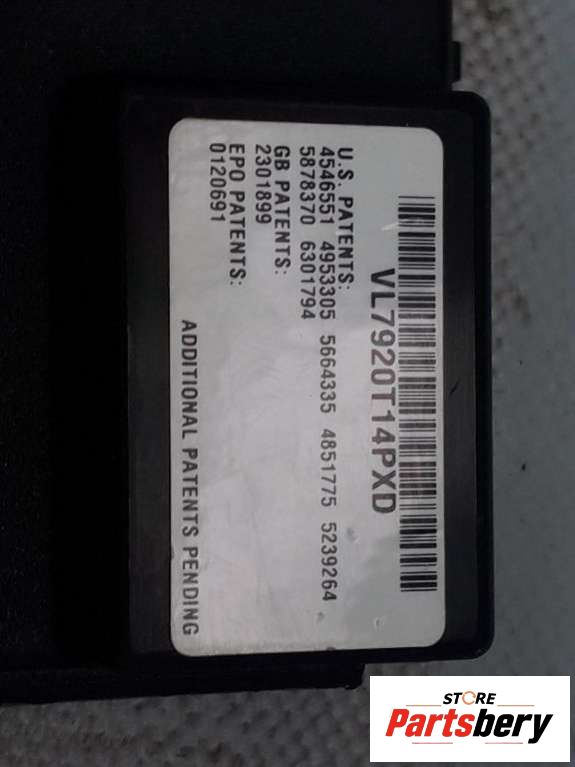 VL7920T14PXD
U.S. PATENTS:
4546551 4953305 5664335 4851775 5239264
5878370 6301794
GB PATENTS:
2301899
EPO PATENTS:
0120691
ADDITIONAL PATENTS PENDING
STORE
Partsbery